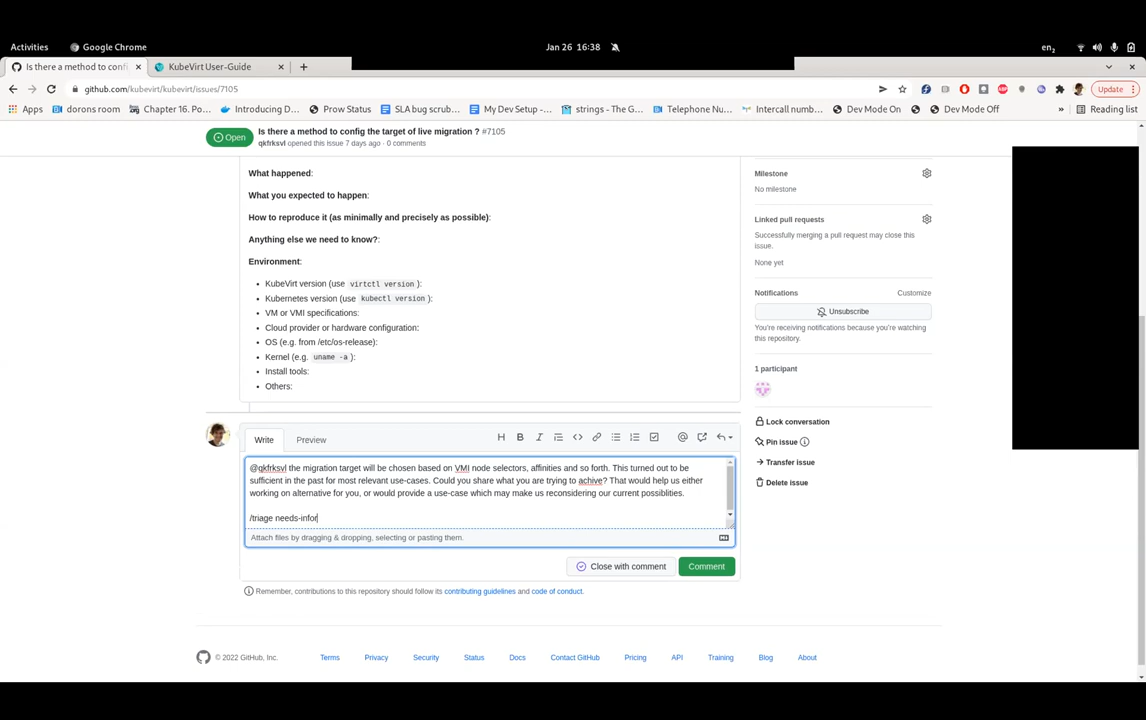 Activities
Google Chrome
Jan 26 16:38
en₂
Is there a method to confi
KubeVirt User-Guide
github.com/kubevirt/kubevirt/issues/7105
Update
Apps
dorons room
Chapter 16. Po...
Introducing D...
Prow Status
SLA bug scrub...
My Dev Setup -...
strings - The G...
Telephone Nu...
Intercall numb...
Dev Mode On
Dev Mode Off
»
Reading list
Open
Is there a method to config the target of live migration ? #7105
qkfrksvl opened this issue 7 days ago · 0 comments
What happened:
What you expected to happen:
How to reproduce it (as minimally and precisely as possible):
Anything else we need to know?:
Environment:
• KubeVirt version (use virtctl version ):
• Kubernetes version (use kubectl version ):
• VM or VMI specifications:
• Cloud provider or hardware configuration:
• OS (e.g. from /etc/os-release):
• Kernel (e.g. uname -a ):
• Install tools:
• Others:
Milestone
No milestone
Linked pull requests
Successfully merging a pull request may close this
issue.
None yet
Notifications
Customize
Unsubscribe
You're receiving notifications because you're watching
this repository.
1 participant
Lock conversation
Pin issue
Transfer issue
Delete issue
Write
Preview
@qkfrksvl the migration target will be chosen based on VMI node selectors, affinities and so forth. This turned out to be
sufficient in the past for most relevant use-cases. Could you share what you are trying to achive? That would help us either
working on alternative for you, or would provide a use-case which may make us reconsidering our current possiblities.
/triage needs-infor
Attach files by dragging & dropping, selecting or pasting them.
Close with comment
Comment
Remember, contributions to this repository should follow its contributing guidelines and code of conduct.
© 2022 GitHub, Inc.
Terms
Privacy
Security
Status
Docs
Contact GitHub
Pricing
API
Training
Blog
About